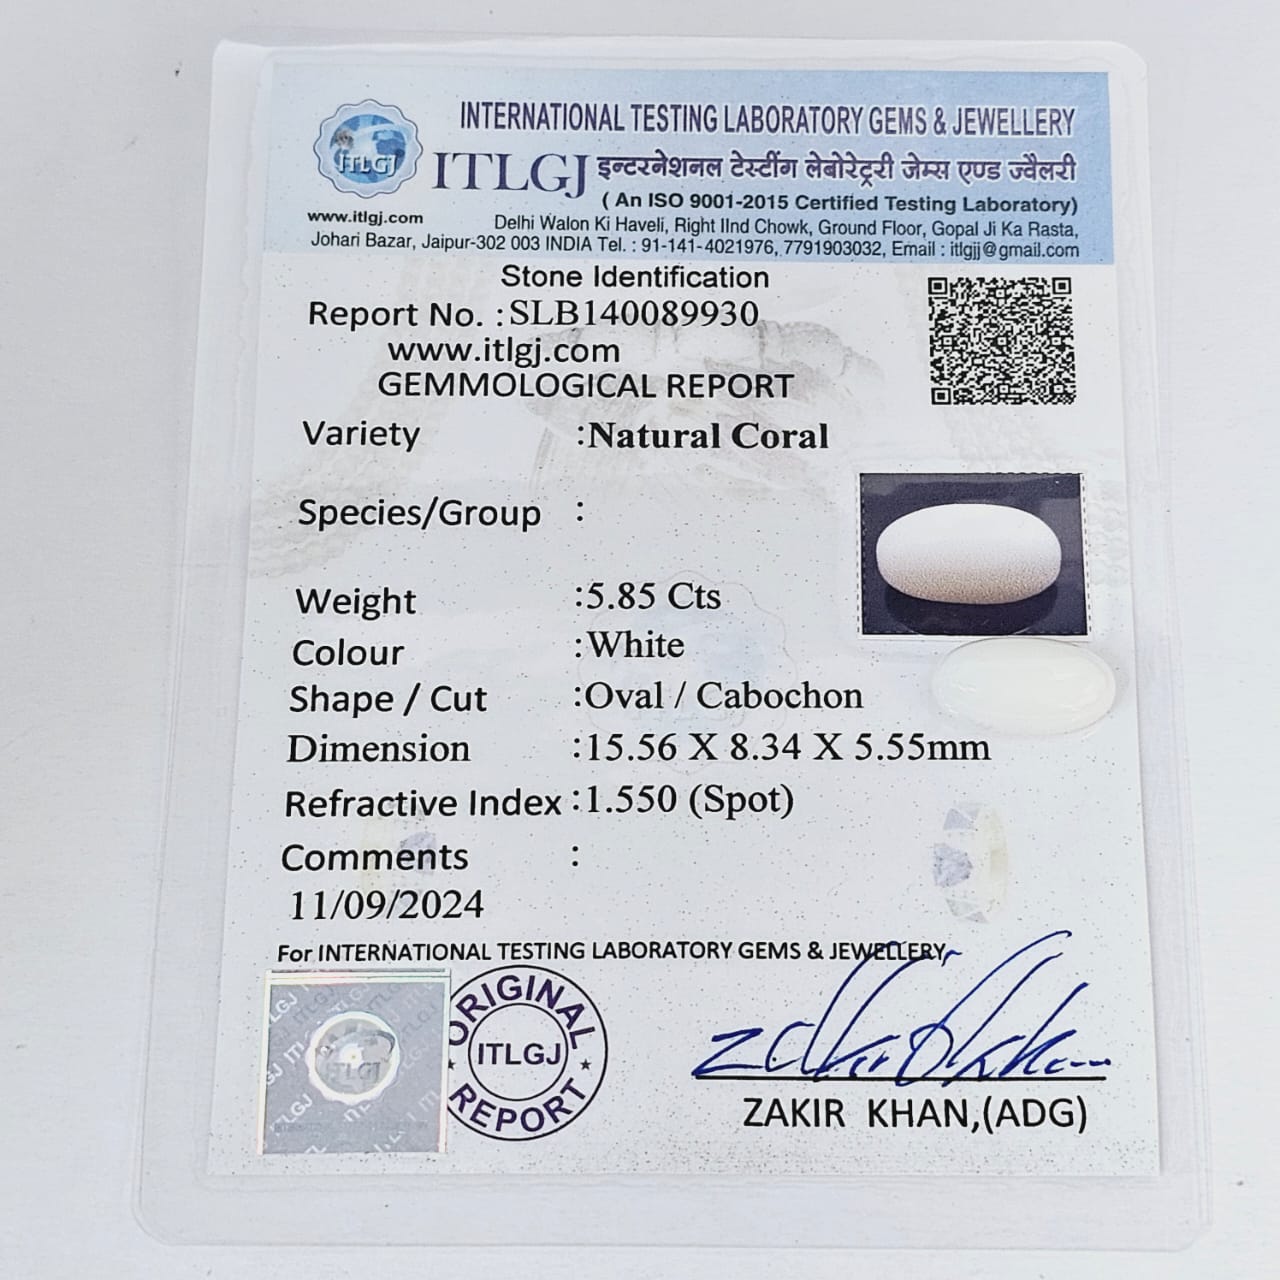 INTERNATIONAL TESTING LABORATORY GEMS & JEWELLERY
ITLGJ
ITLGJ इन्टरनेशनल टेस्टींग लेबोरेट्री जेम्स एण्ड ज्वैलरी
( An ISO 9001-2015 Certified Testing Laboratory)
www.itlgj.com Delhi Walon Ki Haveli, Right IInd Chowk, Ground Floor, Gopal Ji Ka Rasta,
Johari Bazar, Jaipur-302 003 INDIA Tel. : 91-141-4021976, 7791903032, Email : itlgjj@gmail.com
Stone Identification
Report No. :SLB140089930
www.itlgj.com
GEMMOLOGICAL REPORT
Variety :Natural Coral
Species/Group :
Weight :5.85 Cts
Colour :White
Shape / Cut :Oval / Cabochon
Dimension :15.56 X 8.34 X 5.55mm
Refractive Index :1.550 (Spot)
Comments :
11/09/2024
For INTERNATIONAL TESTING LABORATORY GEMS & JEWELLERY
ITLGJ
ORIGINAL
ITLGJ
REPORT
Zakir Khan
ZAKIR KHAN,(ADG)